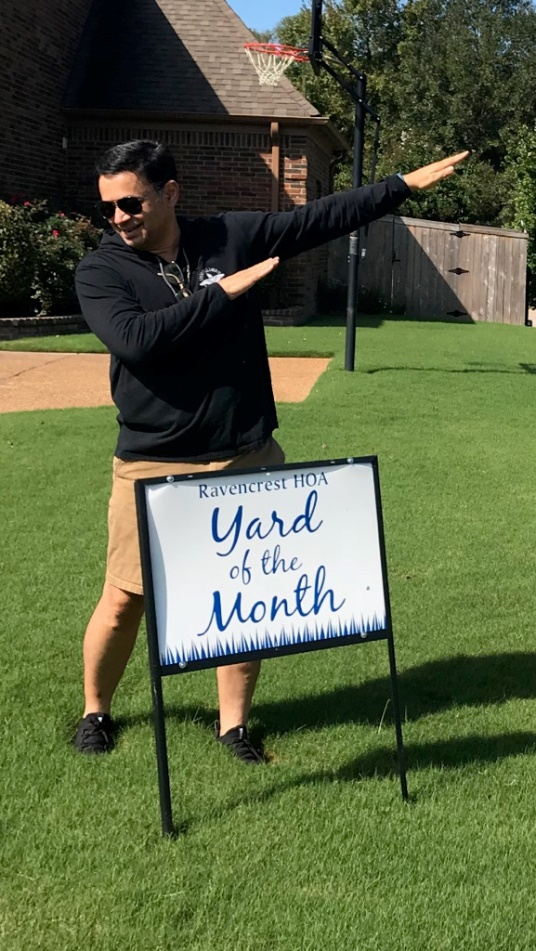 Ravencrest HOA
Yard
of the
Month